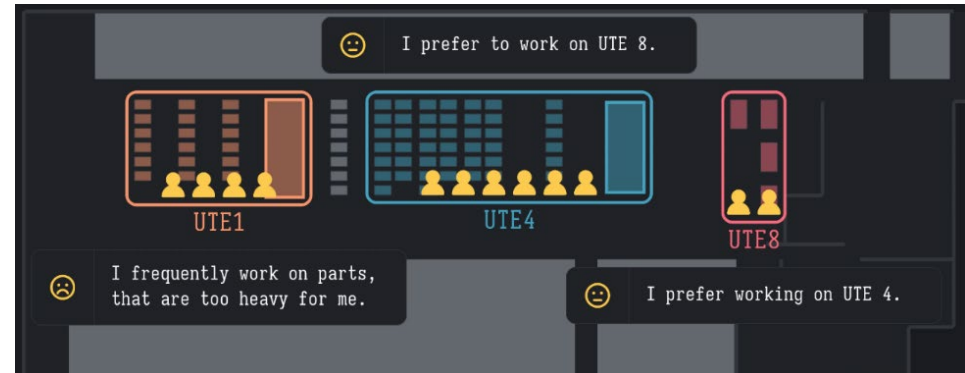 I prefer to work on UTE 8.
UTE1
UTE4
UTE8
I frequently work on parts,
that are too heavy for me.
I prefer working on UTE 4.